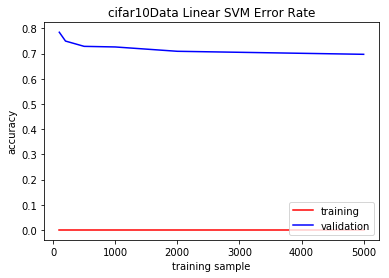 cifar10Data Linear SVM Error Rate
0.8
0.7
0.6
0.5
0.4
0.3
0.2
0.1
0.0
accuracy
training
validation
0 1000 2000 3000 4000 5000
training sample